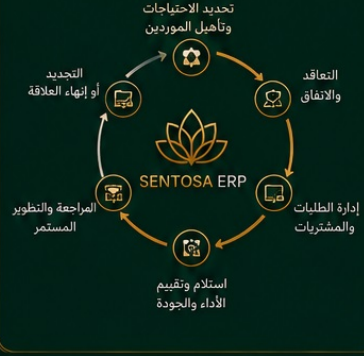 تحديد الاحتياجات
وتأهيل الموردين
التعاقد
والانفاق
إدارة الطلبات
والمشتريات
استلام وتقييم
الأداء والجودة
المراجعة والتطوير
المستمر
التجديد
أو إنهاء العلاقة
SENTOSA ERP